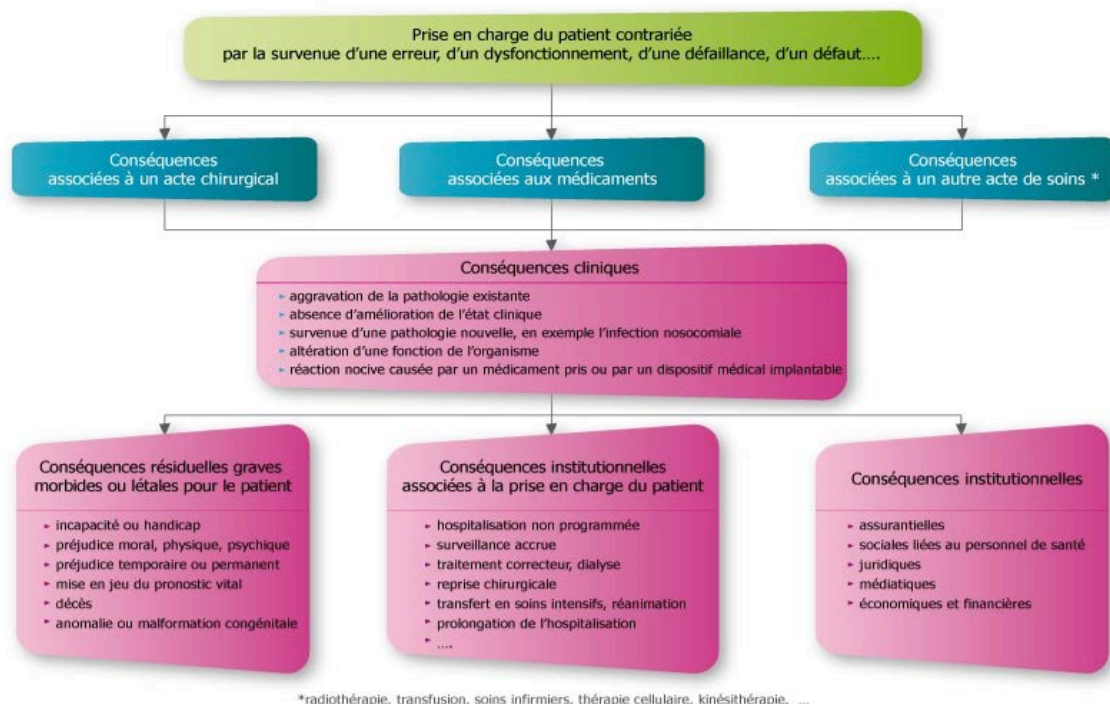 Prise en charge du patient contrariée
par la survenue d'une erreur, d'un dysfonctionnement, d'une défaillance, d'un défaut....
Conséquences
associées à un acte chirurgical
Conséquences
associées aux médicaments
Conséquences
associées à un autre acte de soins *
Conséquences cliniques
► aggravation de la pathologie existante
► absence d'amélioration de l'état clinique
► survenue d'une pathologie nouvelle, en exemple l'infection nosocomiale
► altération d'une fonction de l'organisme
► réaction nocive causée par un médicament pris ou par un dispositif médical implantable
Conséquences résiduelles graves
morbides ou létales pour le patient
► incapacité ou handicap
► préjudice moral, physique, psychique
► préjudice temporaire ou permanent
► mise en jeu du pronostic vital
► décès
► anomalie ou malformation congénitale
Conséquences institutionnelles
associées à la prise en charge du patient
► hospitalisation non programmée
► surveillance accrue
► traitement correcteur, dialyse
► reprise chirurgicale
► transfert en soins intensifs, réanimation
► prolongation de l'hospitalisation
► ....
Conséquences institutionnelles
► assurantielles
► sociales liées au personnel de santé
► juridiques
► médiatiques
► économiques et financières
*radiothérapie, transfusion, soins infirmiers, thérapie cellulaire, kinésithérapie, ...